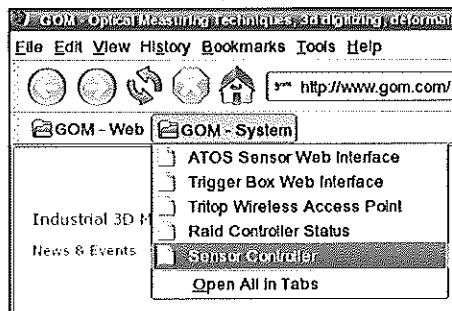 GOM - Optical Measuring Techniques, 3d digitizing, deformat
File Edit View History Bookmarks Tools Help
http://www.gom.com/
GOM - Web GOM - System
ATOS Sensor Web Interface
Trigger Box Web Interface
Tritop Wireless Access Point
Industrial 3D M
Raid Controller Status
News & Events
Sensor Controller
Open All in Tabs